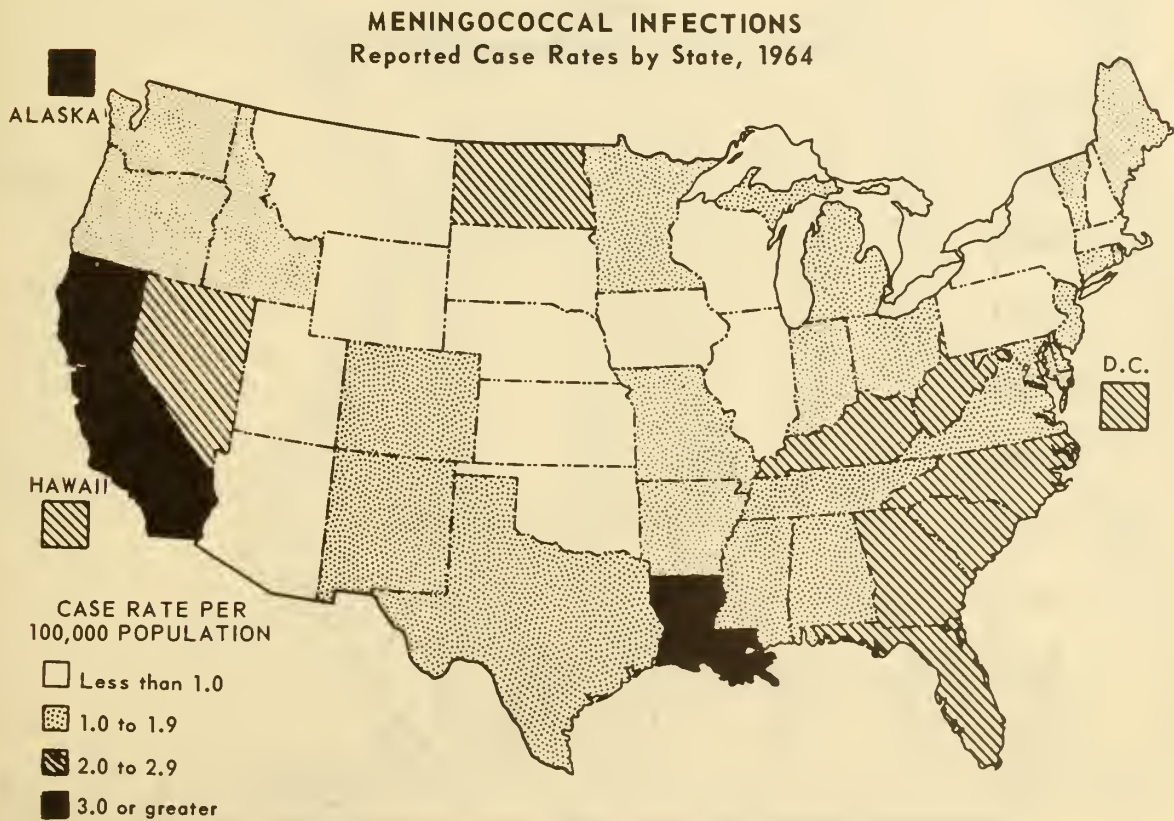 MENINGOCOCCAL INFECTIONS
Reported Case Rates by State, 1964
ALASKA
D.C.
HAWAII
CASE RATE PER
100,000 POPULATION
Less than 1.0
1.0 to 1.9
2.0 to 2.9
3.0 or greater